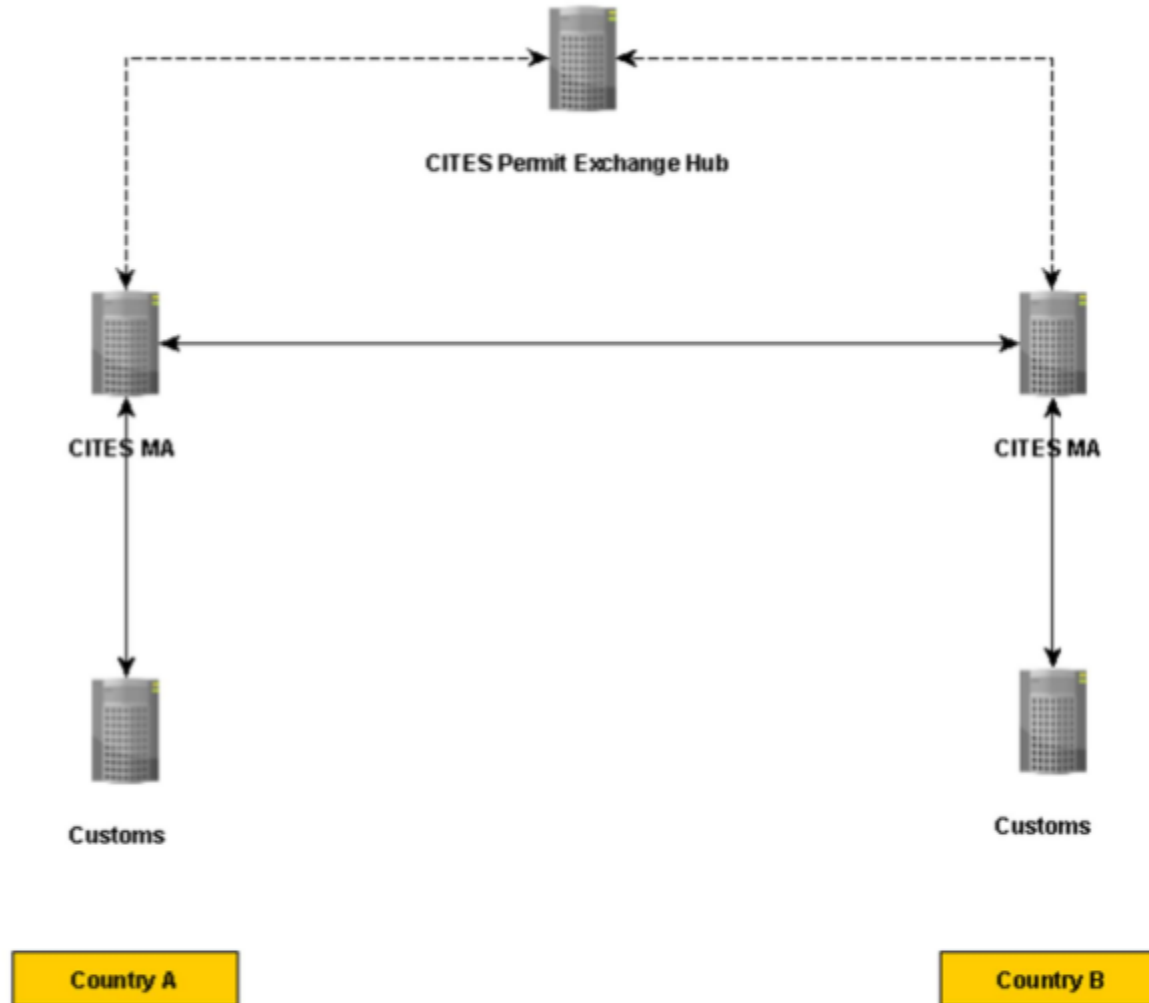 CITES Permit Exchange Hub
CITES MA
CITES MA
Customs
Customs
Country A
Country B